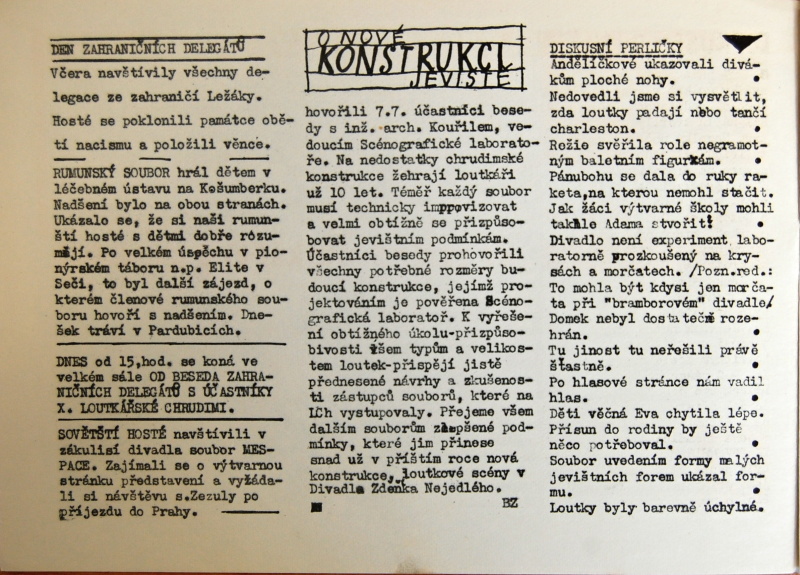 DEN ZAHRANIČNÍCH DELEGÁTŮ
Včera navštívily všechny de-
legace ze zahraničí Ležáky.
Hosté se poklonili památce obě-
tí nacismu a položili věnce.
RUMUNSKÝ SOUBOR hrál dětem v
léčebném ústavu na Košumberku.
Nadšení bylo na obou stranách.
Ukázalo se, že si naši rumun-
ští hosté s dětmi dobře rozu-
mějí. Po velkém úspěchu v pio-
nýrském táboru n.p. Elite v
Seči, to byl další zájezd, o
kterém členové rumunského sou-
boru hovoří s nadšením. Dne-
šek tráví v Pardubicích.
DNES od 15,hod. se koná ve
velkém sále OD BESEDA ZAHRA-
NIČNÍCH DELEGÁTŮ S ÚČASTNÍKY
X. LOUTKÁŘSKÉ CHRUDIMI.
SOVĚTŠTÍ HOSTÉ navštívili v
zákulisí divadla soubor MES-
PACE. Zajímali se o výtvarnou
stránku představení a vyžáda-
li si návštěvu s.Zezuly po
příjezdu do Prahy.
O NOVÉ
KONSTRUKCI
JEVIŠTĚ
hovořili 7.7. účastníci bese-
dy s inž. arch. Kouřilem, ve-
doucím Scénografické laborato-
ře. Na nedostatky chrudimské
konstrukce žehrají loutkáři
už 10 let. Téměř každý soubor
musí technicky improvizovat
a velmi obtížně se přizpůso-
bovat jevištním podmínkám.
Účastníci besedy prohovořili
všechny potřebné rozměry bu-
doucí konstrukce, jejímž pro-
jektováním je pověřena Scéno-
grafická laboratoř. K vyřeše-
ní obtížného úkolu-přizpůso-
bivosti všem typům a velikos-
tem loutek-přispějí jistě
přednesené návrhy a zkušenos-
ti zástupců souborů, které na
LCh vystupovaly. Přejeme všem
dalším souborům zlepšené pod-
mínky, které jim přinese
snad už v příštím roce nová
konstrukce, loutkové scény v
Divadla Zdeňka Nejedlého.
BZ
DISKUSNÍ PERLIČKY
Andělíčkové ukazovali divá-
kům ploché nohy.
Nedovedli jsme si vysvětlit,
zda loutky padají nebo tančí
charleston.
Režie svěřila role negramot-
ným baletním figurkám.
Pánubohu se dala do ruky ra-
keta,na kterou nemohl stačit.
Jak žáci výtvarné školy mohli
takhle Adama stvořit!
Divadlo není experiment labo-
ratorně prozkoušený na kry-
sách a morčatech. /Pozn.red.:
To mohla být kdysi jen morča-
ta při "bramborovém" divadle/
Domek nebyl dostatečně roze-
hrán.
Tu jinost tu neřešili právě
šťastně.
Po hlasové stránce nám vadil
hlas.
Děti věčná Eva chytila lépe.
Přísun do rodiny by ještě
něco potřeboval.
Soubor uvedením formy malých
jevištních forem ukázal for-
mu.
Loutky byly barevně úchylné.